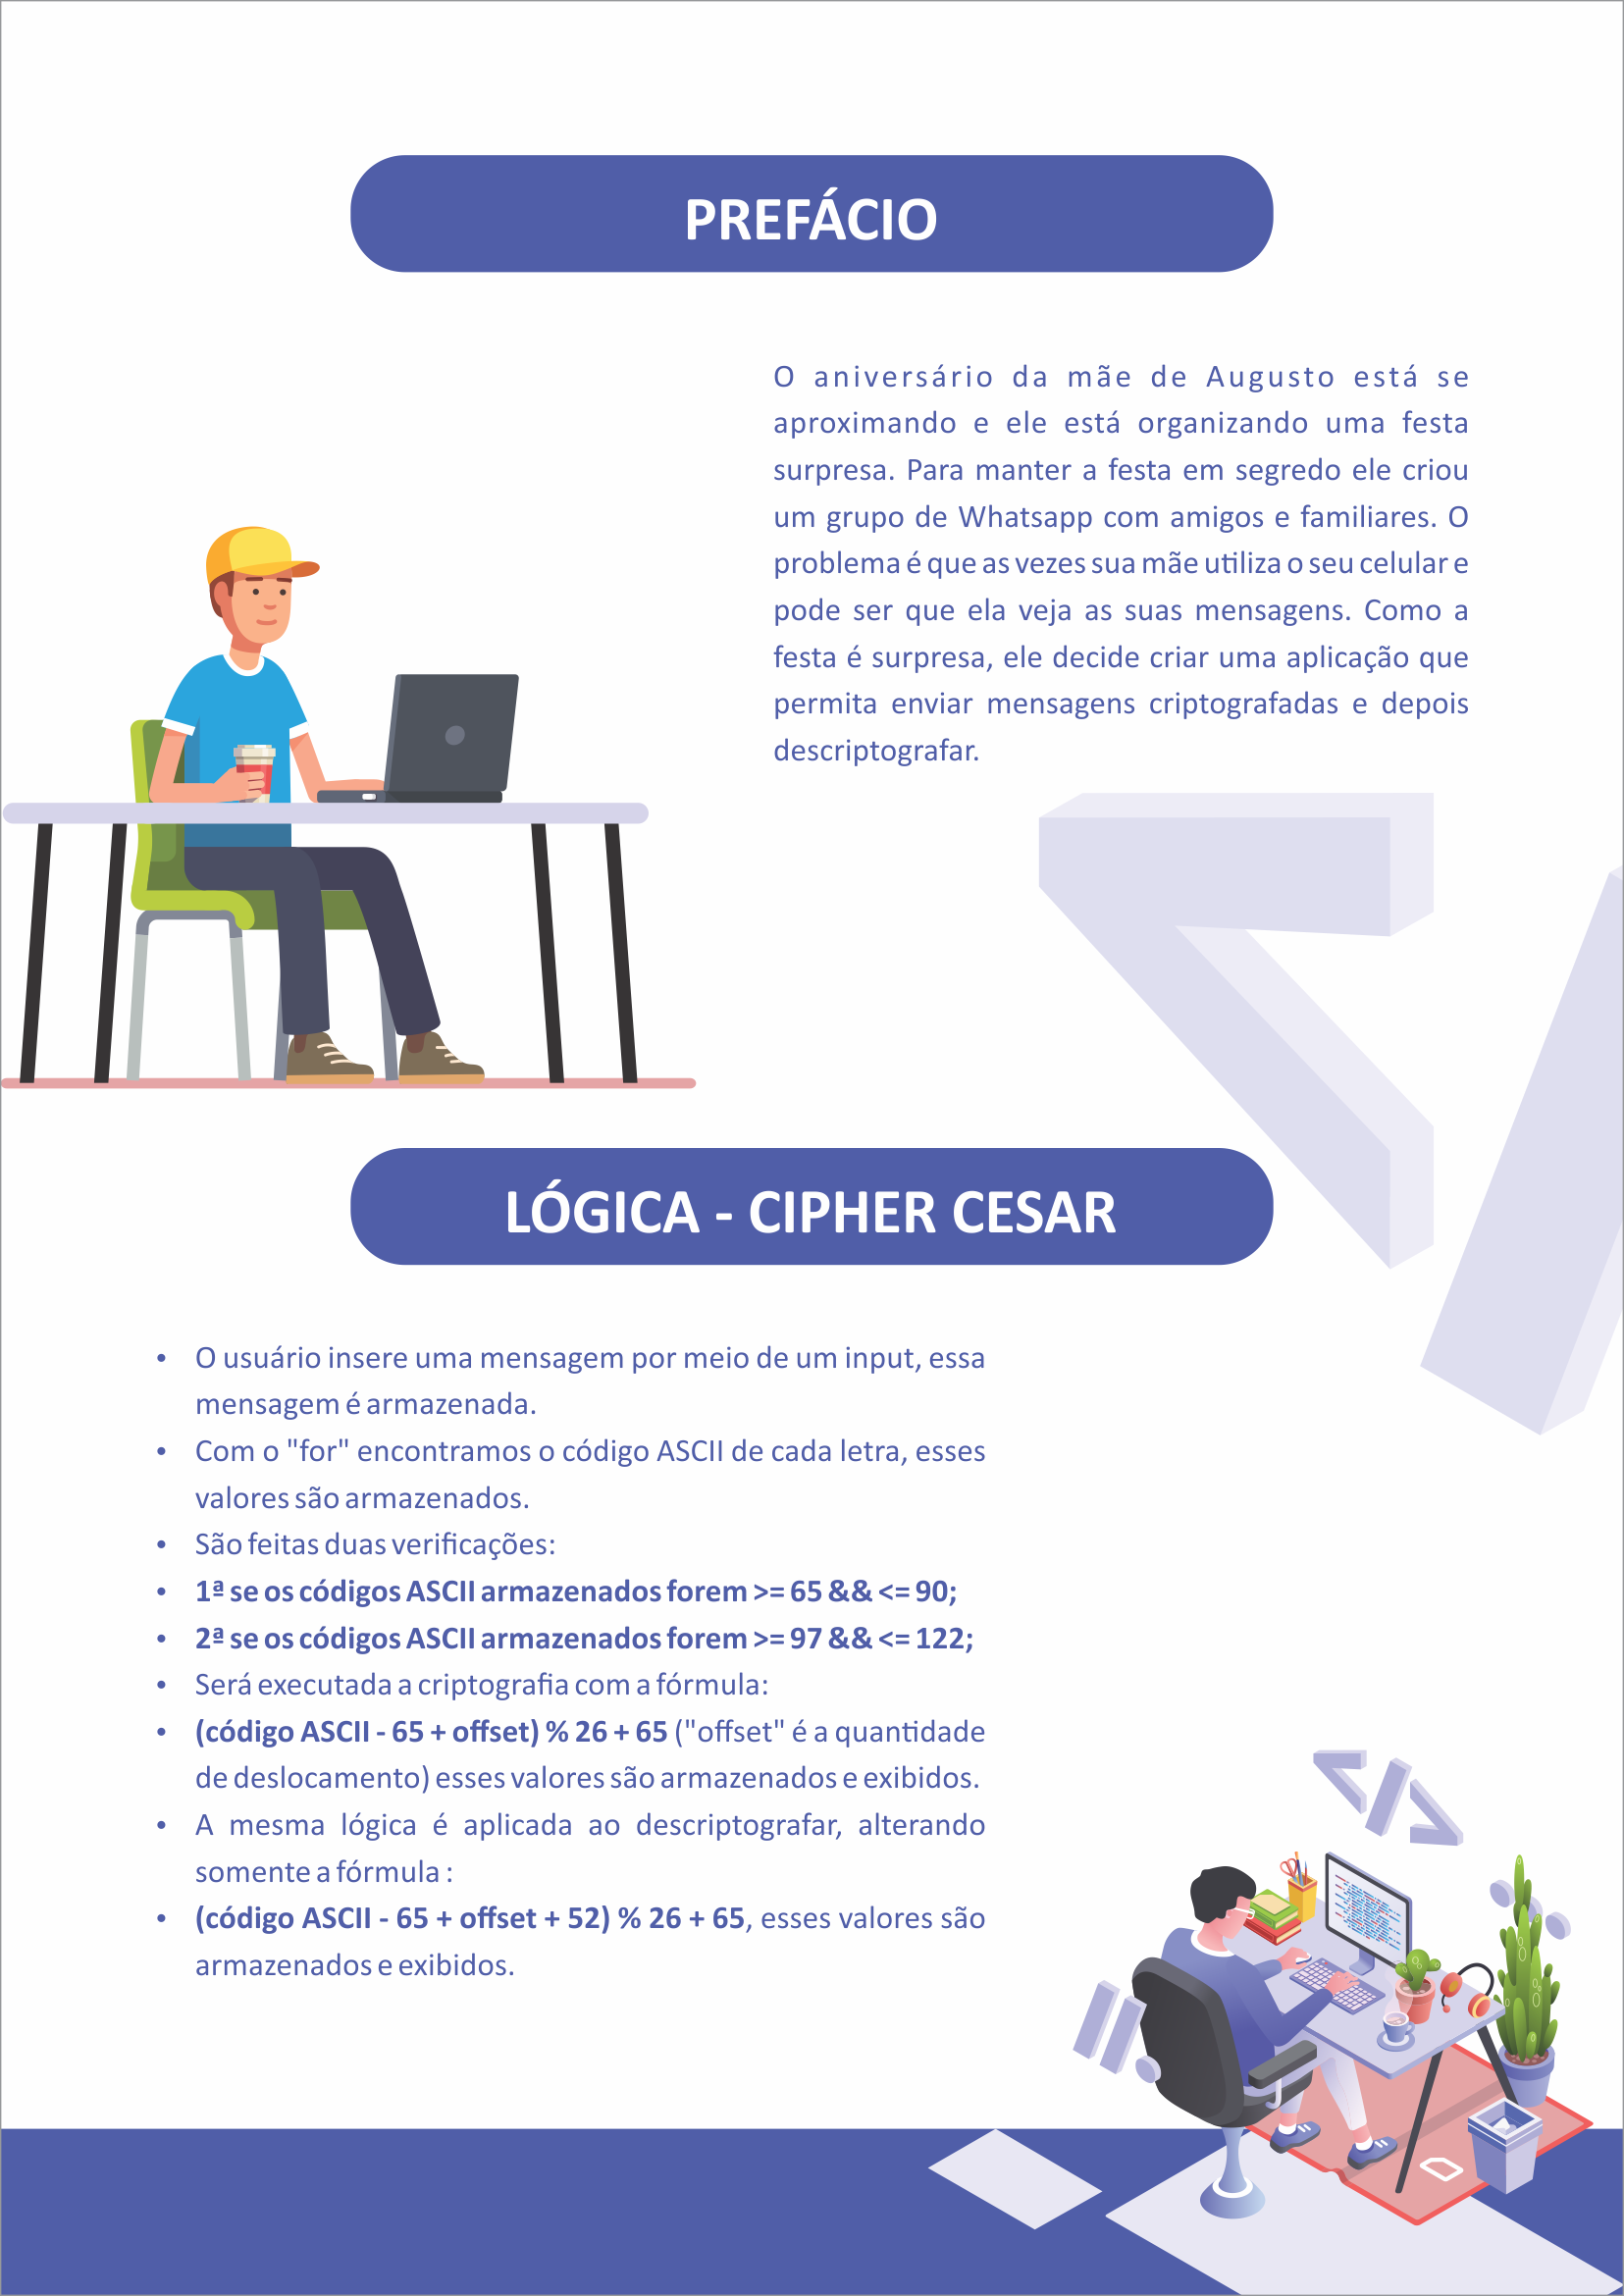 PREFÁCIO
O aniversário da mãe de Augusto está se
aproximando e ele está organizando uma festa
surpresa. Para manter a festa em segredo ele criou
um grupo de Whatsapp com amigos e familiares. O
problema é que as vezes sua mãe utiliza o seu celular e
pode ser que ela veja as suas mensagens. Como a
festa é surpresa, ele decide criar uma aplicação que
permita enviar mensagens criptografadas e depois
descriptografar.
LÓGICA - CIPHER CESAR
• O usuário insere uma mensagem por meio de um input, essa
mensagem é armazenada.
• Com o "for" encontramos o código ASCII de cada letra, esses
valores são armazenados.
• São feitas duas verificações:
• 1ª se os códigos ASCII armazenados forem >= 65 && <= 90;
• 2ª se os códigos ASCII armazenados forem >= 97 && <= 122;
• Será executada a criptografia com a fórmula:
• (código ASCII - 65 + offset) % 26 + 65 ("offset" é a quantidade
de deslocamento) esses valores são armazenados e exibidos.
• A mesma lógica é aplicada ao descriptografar, alterando
somente a fórmula :
• (código ASCII - 65 + offset + 52) % 26 + 65, esses valores são
armazenados e exibidos.